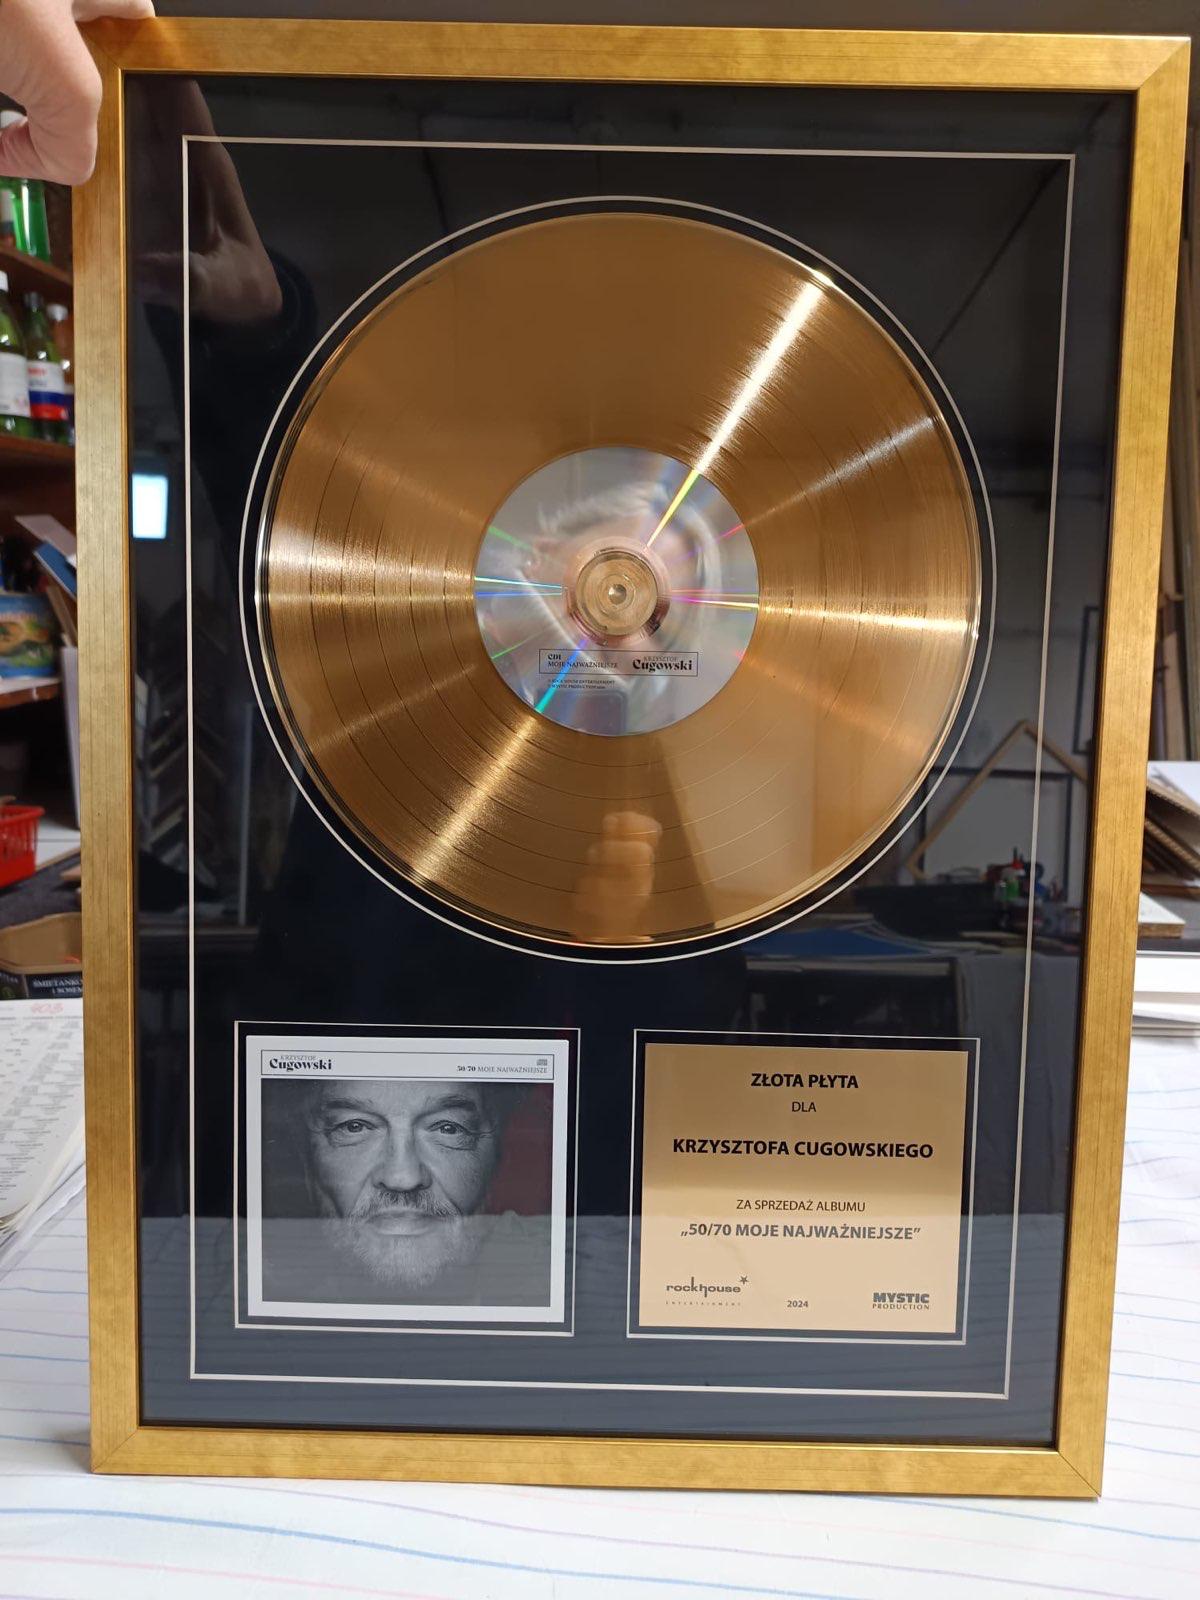 CD1
MOJE NAJWAŻNIEJSZE
KRZYSZTOF
Cugowski
KRZYSZTOF
Cugowski
50/70 MOJE NAJWAŻNIEJSZE
ZŁOTA PŁYTA
DLA
KRZYSZTOFA CUGOWSKIEGO
ZA SPRZEDAŻ ALBUMU
„50/70 MOJE NAJWAŻNIEJSZE”
rockhouse
ENTERTAINMENT
2024
MYSTIC
PRODUCTION